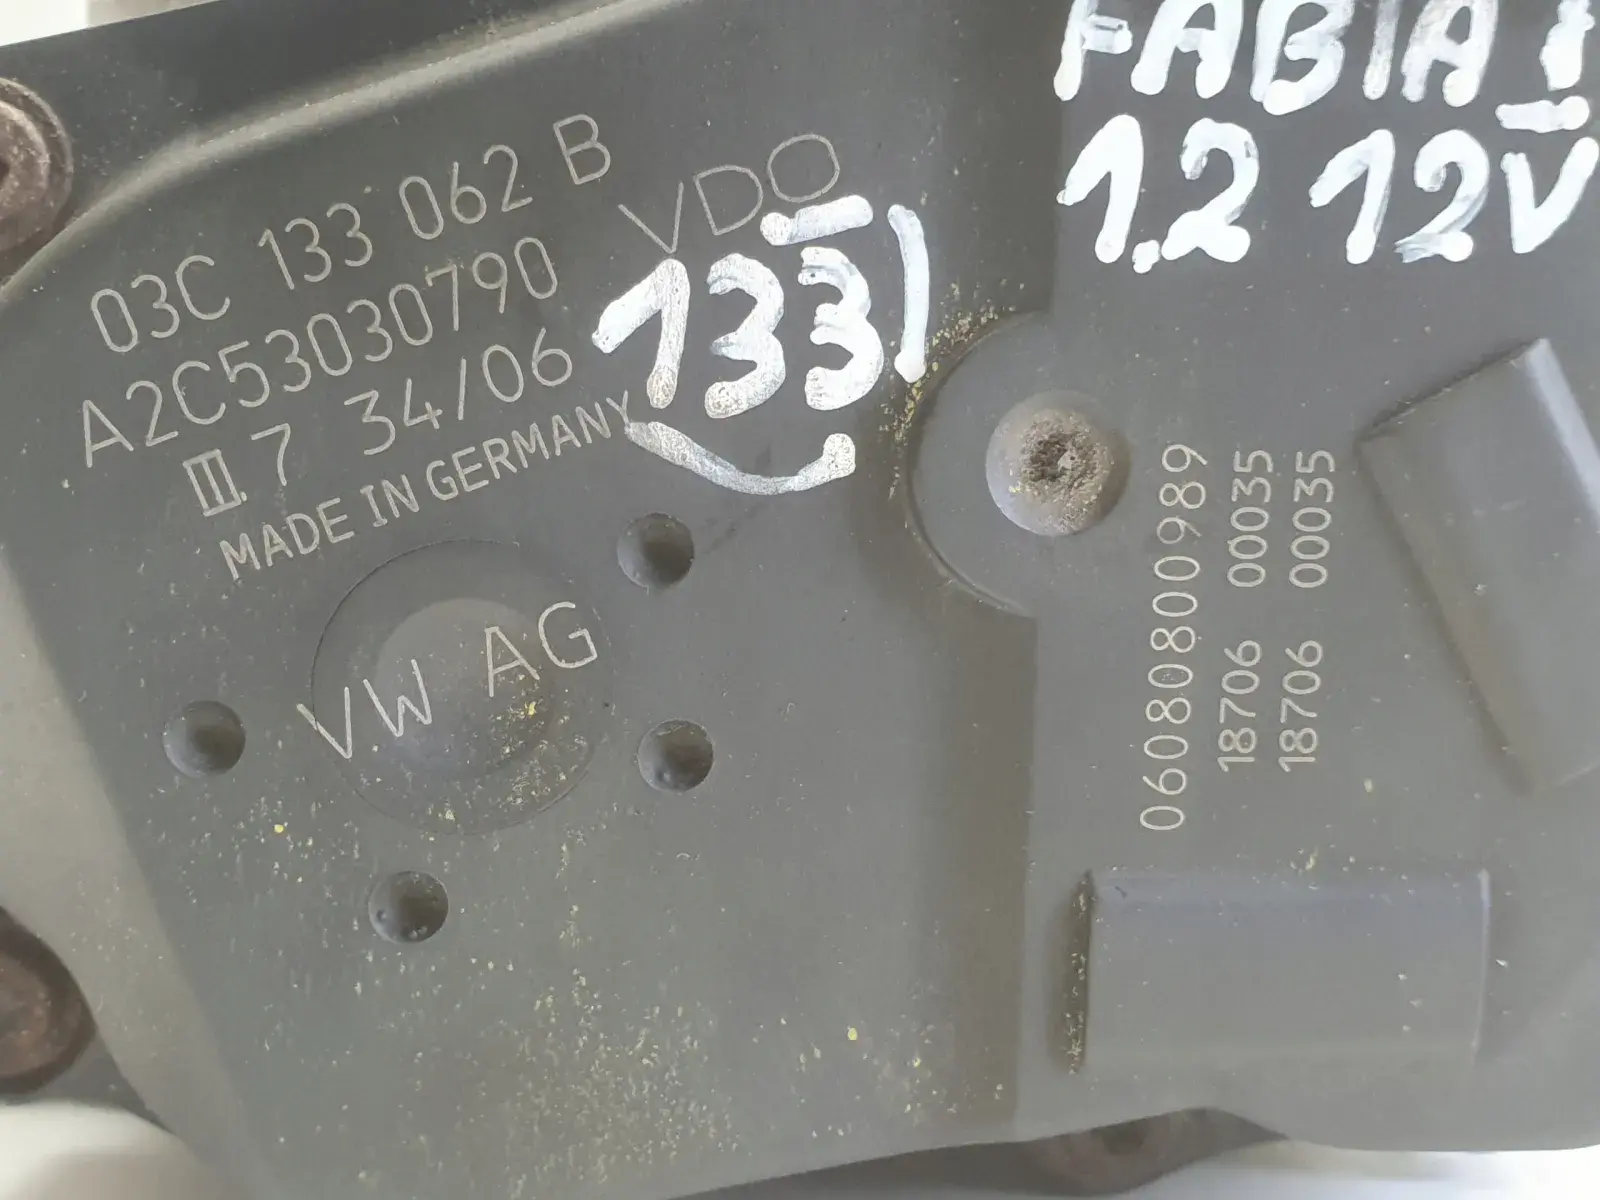 FABIA I
1.2 12V
03C 133 062 B
VDO
A2C53030790
133
III.7 34/06
MADE IN GERMANY
VW AG
0608080800989
18706 00035
18706 00035